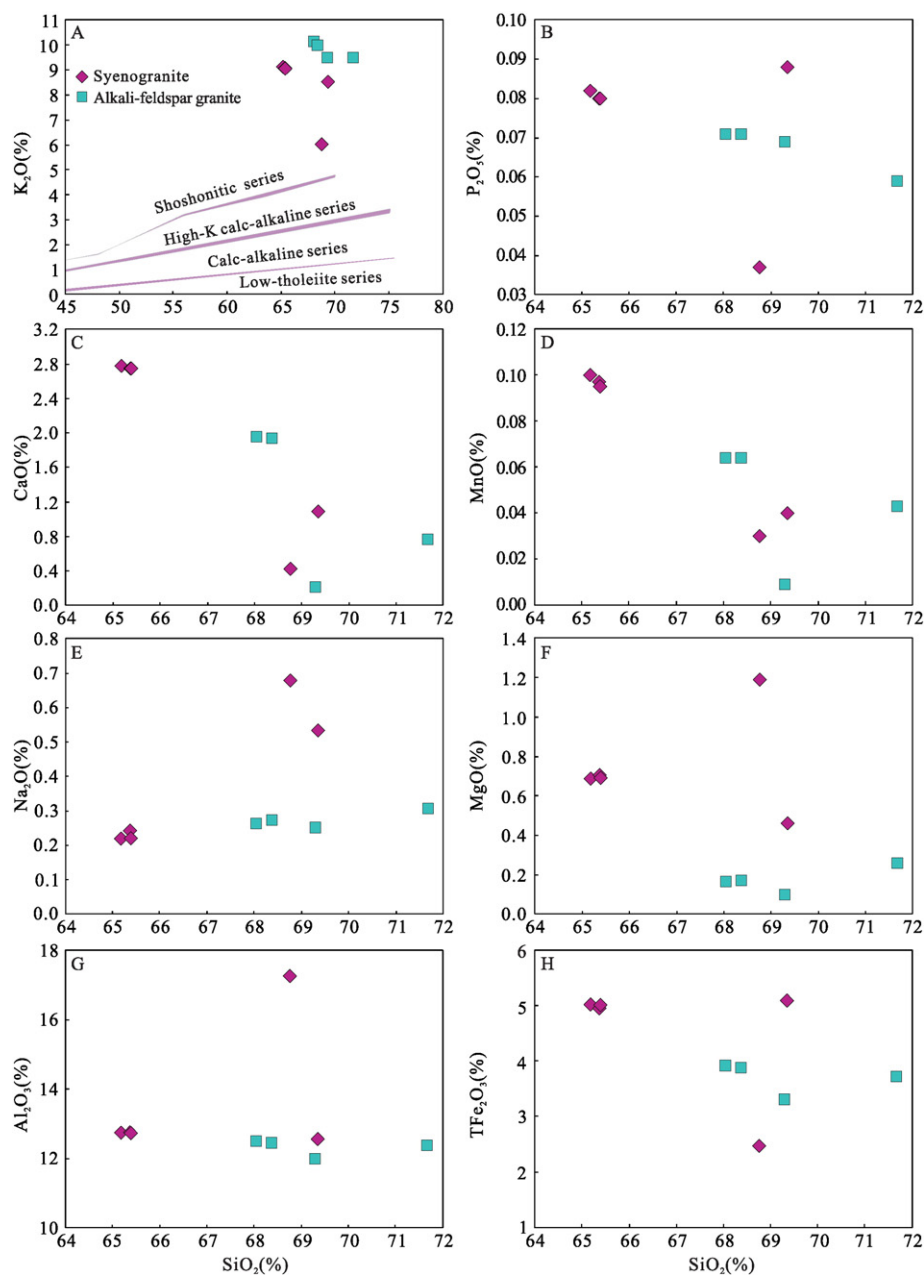 A
K₂O(%)
11
10
9
8
7
6
5
4
3
2
1
0
Syenogranite
Alkali-feldspar granite
Shoshonitic series
High-K calc-alkaline series
Calc-alkaline series
Low-tholeiite series
45 50 55 60 65 70 75 80
B
P₂O₅(%)
0.10
0.09
0.08
0.07
0.06
0.05
0.04
0.03
64 65 66 67 68 69 70 71 72
C
CaO(%)
3.2
2.8
2.4
2.0
1.6
1.2
0.8
0.4
0.0
64 65 66 67 68 69 70 71 72
D
MnO(%)
0.12
0.10
0.08
0.06
0.04
0.02
0.00
64 65 66 67 68 69 70 71 72
E
Na₂O(%)
0.8
0.7
0.6
0.5
0.4
0.3
0.2
0.1
0.0
64 65 66 67 68 69 70 71 72
F
MgO(%)
1.4
1.2
1.0
0.8
0.6
0.4
0.2
0.0
64 65 66 67 68 69 70 71 72
G
Al₂O₃(%)
18
16
14
12
10
64 65 66 67 68 69 70 71 72
SiO₂(%)
H
TFe₂O₃(%)
6
5
4
3
2
1
64 65 66 67 68 69 70 71 72
SiO₂(%)